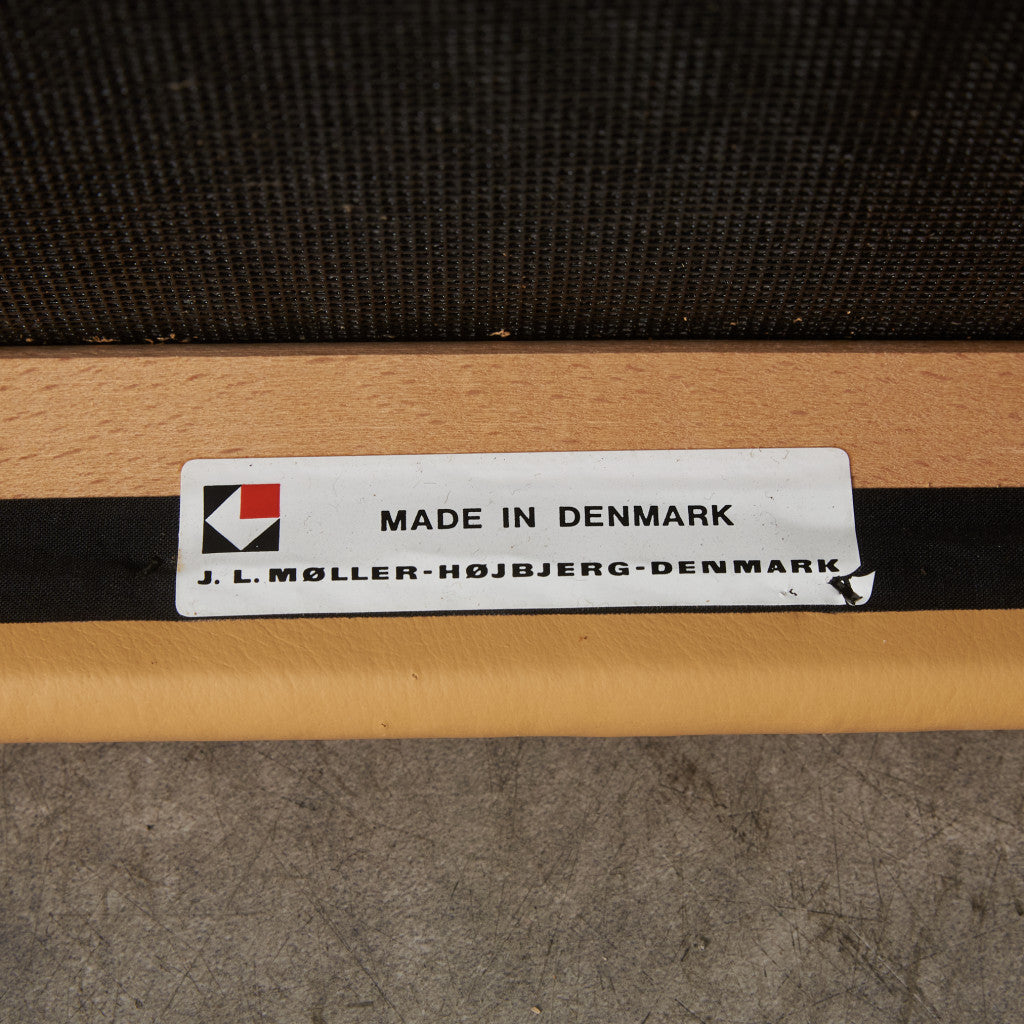 MADE IN DENMARK
J. L. MØLLER-HØJBJERG-DENMARK